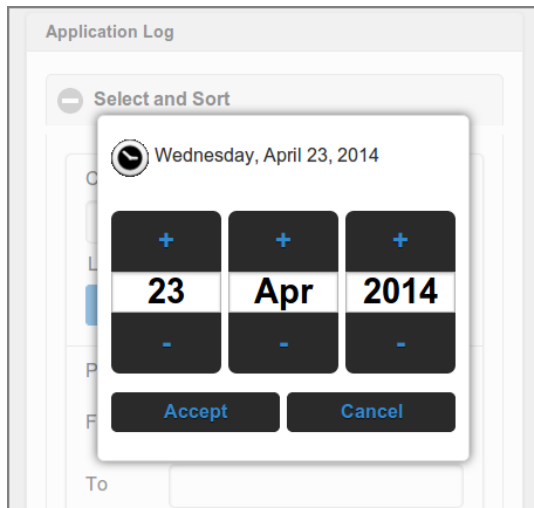 Application Log
Select and Sort
Wednesday, April 23, 2014
+ + +
23 Apr 2014
- - -
Accept Cancel
To